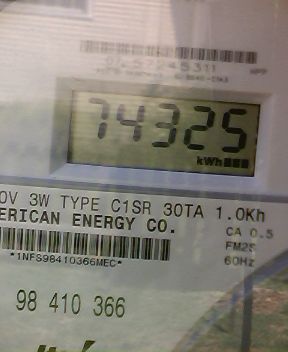 74325
kWh
0V 3W TYPE C1SR 30TA 1.0Kh
ERICAN ENERGY CO.
CA 0.5
FM2S
60Hz
*1NFS98410366MEC*
98 410 366